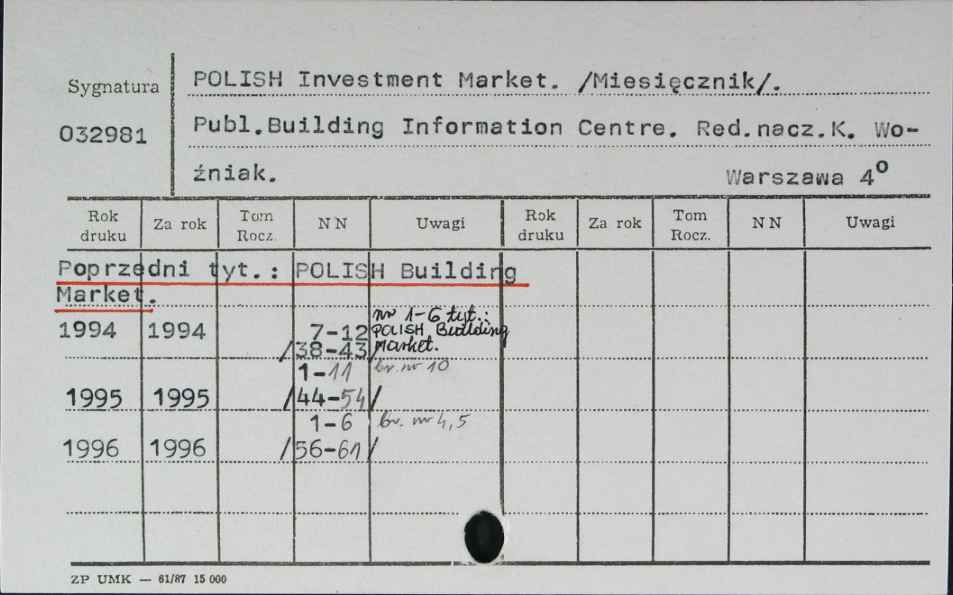 Sygnatura
032981
POLISH Investment Market. /Miesięcznik/.
Publ.Building Information Centre. Red.nacz.K. Wo-
źniak.
Warszawa 4º
Rok druku Za rok Tom Rocz. NN Uwagi Rok druku Za rok Tom Rocz. NN Uwagi
Poprzedni tyt.: POLISH Building
Market.
nr 1-6 tyt.:
1994 1994 7-12 POLISH Building
/38-43/ Market.
1-11 br. nr 10
1995 1995 /44-54/
1-6 br. nr 4,5
1996 1996 /56-61/
ZP UMK — 61/87 15 000